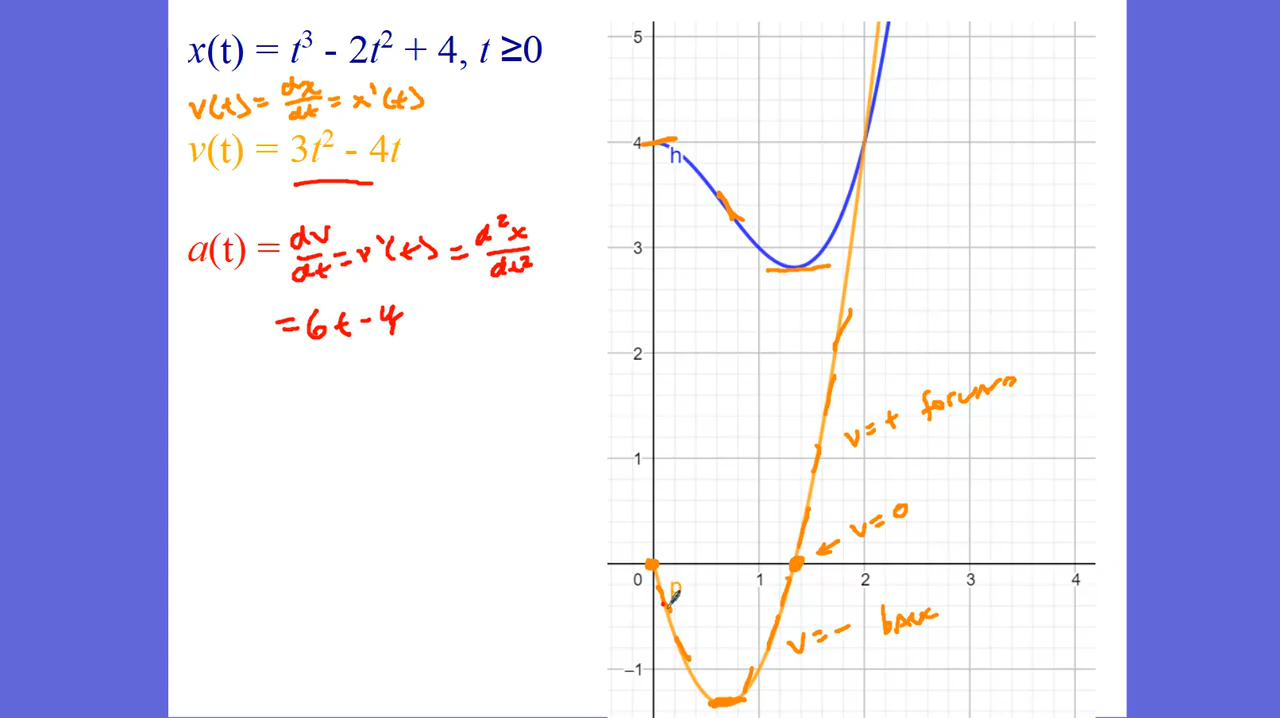 x(t) = t³ - 2t² + 4, t ≥0
v(t) = dx/dt = x'(t)
v(t) = 3t² - 4t
a(t) = dv/dt = v'(t) = d²x/dt²
= 6t - 4
5
4
h
3
2
v = + forward
1
v = 0
0 1 2 3 4
p
v = - back
-1